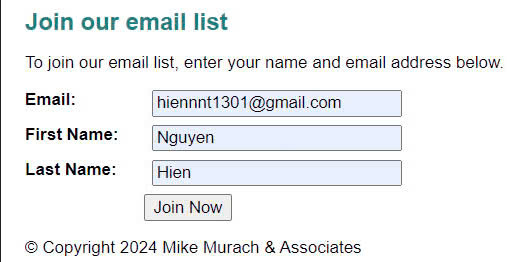 Join our email list
To join our email list, enter your name and email address below.
Email: hiennnt1301@gmail.com
First Name: Nguyen
Last Name: Hien
Join Now
© Copyright 2024 Mike Murach & Associates